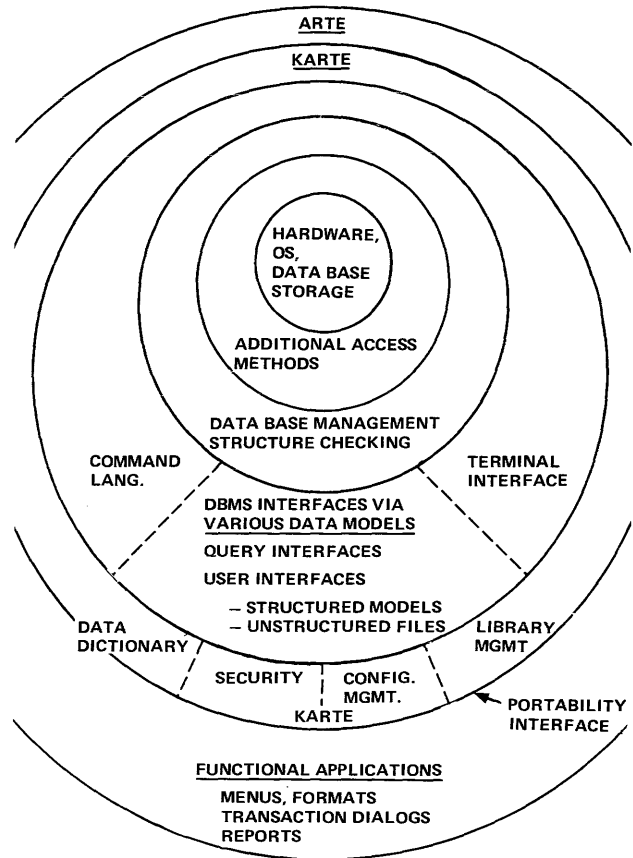 ARTE
KARTE
HARDWARE,
OS,
DATA BASE
STORAGE
ADDITIONAL ACCESS
METHODS
DATA BASE MANAGEMENT
STRUCTURE CHECKING
COMMAND
LANG.
TERMINAL
INTERFACE
DBMS INTERFACES VIA
VARIOUS DATA MODELS
QUERY INTERFACES
USER INTERFACES
– STRUCTURED MODELS
– UNSTRUCTURED FILES
DATA
DICTIONARY
LIBRARY
MGMT
SECURITY
CONFIG.
MGMT.
KARTE
PORTABILITY
INTERFACE
FUNCTIONAL APPLICATIONS
MENUS, FORMATS
TRANSACTION DIALOGS
REPORTS